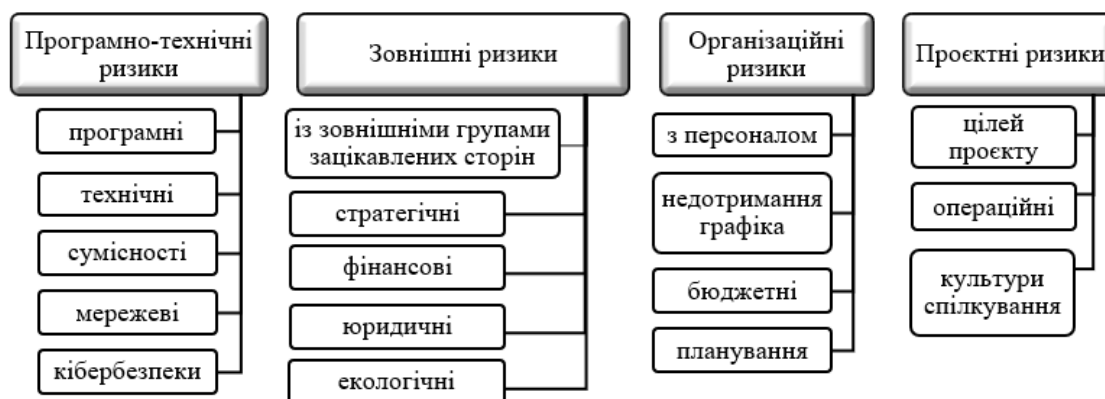 Програмно-технічні
ризики
програмні
технічні
сумісності
мережеві
кібербезпеки
Зовнішні ризики
із зовнішніми групами
зацікавлених сторін
стратегічні
фінансові
юридичні
екологічні
Організаційні
ризики
з персоналом
недотримання
графіка
бюджетні
планування
Проєктні ризики
цілей
проєкту
операційні
культури
спілкування